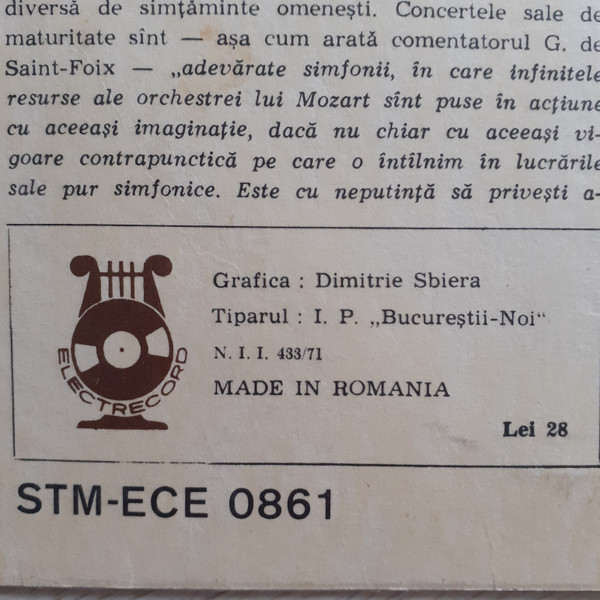 diversă de simțăminte omenești. Concertele sale de
maturitate sînt — așa cum arată comentatorul G. de
Saint-Foix — „adevărate simfonii, în care infinitele
resurse ale orchestrei lui Mozart sînt puse în acțiune
cu aceeași imaginație, dacă nu chiar cu aceeași vi-
goare contrapunctică pe care o întîlnim în lucrările
sale pur simfonice. Este cu neputință să privești a-
Grafica : Dimitrie Sbiera
Tiparul : I. P. „Bucureștii-Noi“
N. I. I. 433/71
MADE IN ROMANIA
Lei 28
ELECTRECORD
STM-ECE 0861